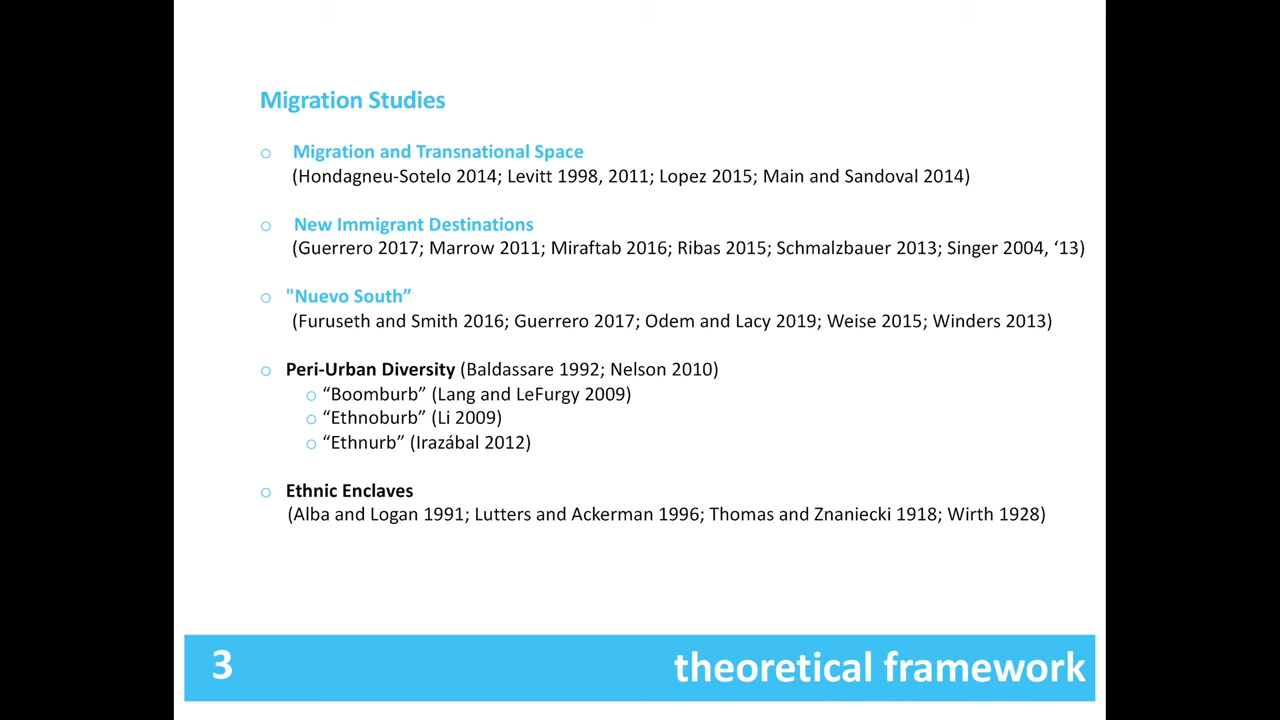 Migration Studies
Migration and Transnational Space
(Hondagneu-Sotelo 2014; Levitt 1998, 2011; Lopez 2015; Main and Sandoval 2014)
New Immigrant Destinations
(Guerrero 2017; Marrow 2011; Miraftab 2016; Ribas 2015; Schmalzbauer 2013; Singer 2004, ‘13)
"Nuevo South”
(Furuseth and Smith 2016; Guerrero 2017; Odem and Lacy 2019; Weise 2015; Winders 2013)
Peri-Urban Diversity (Baldassare 1992; Nelson 2010)
“Boomburb” (Lang and LeFurgy 2009)
“Ethnoburb” (Li 2009)
“Ethnurb” (Irazábal 2012)
Ethnic Enclaves
(Alba and Logan 1991; Lutters and Ackerman 1996; Thomas and Znaniecki 1918; Wirth 1928)
3 theoretical framework